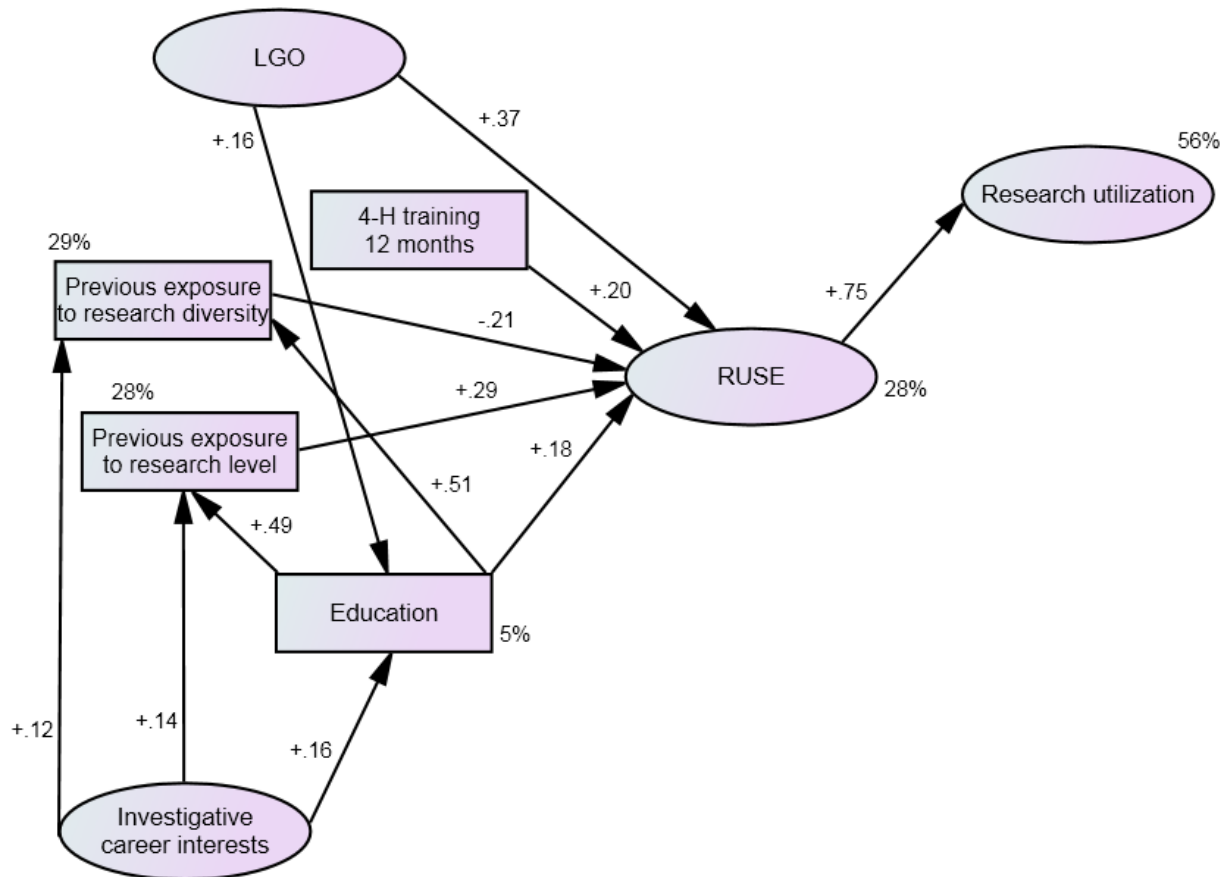 LGO
+.16
+.37
56%
Research utilization
4-H training
12 months
29%
Previous exposure
to research diversity
+.20
+.75
-.21
RUSE
28%
28%
Previous exposure
to research level
+.29
+.18
+.51
+.49
Education
5%
+.12
+.14
+.16
Investigative
career interests